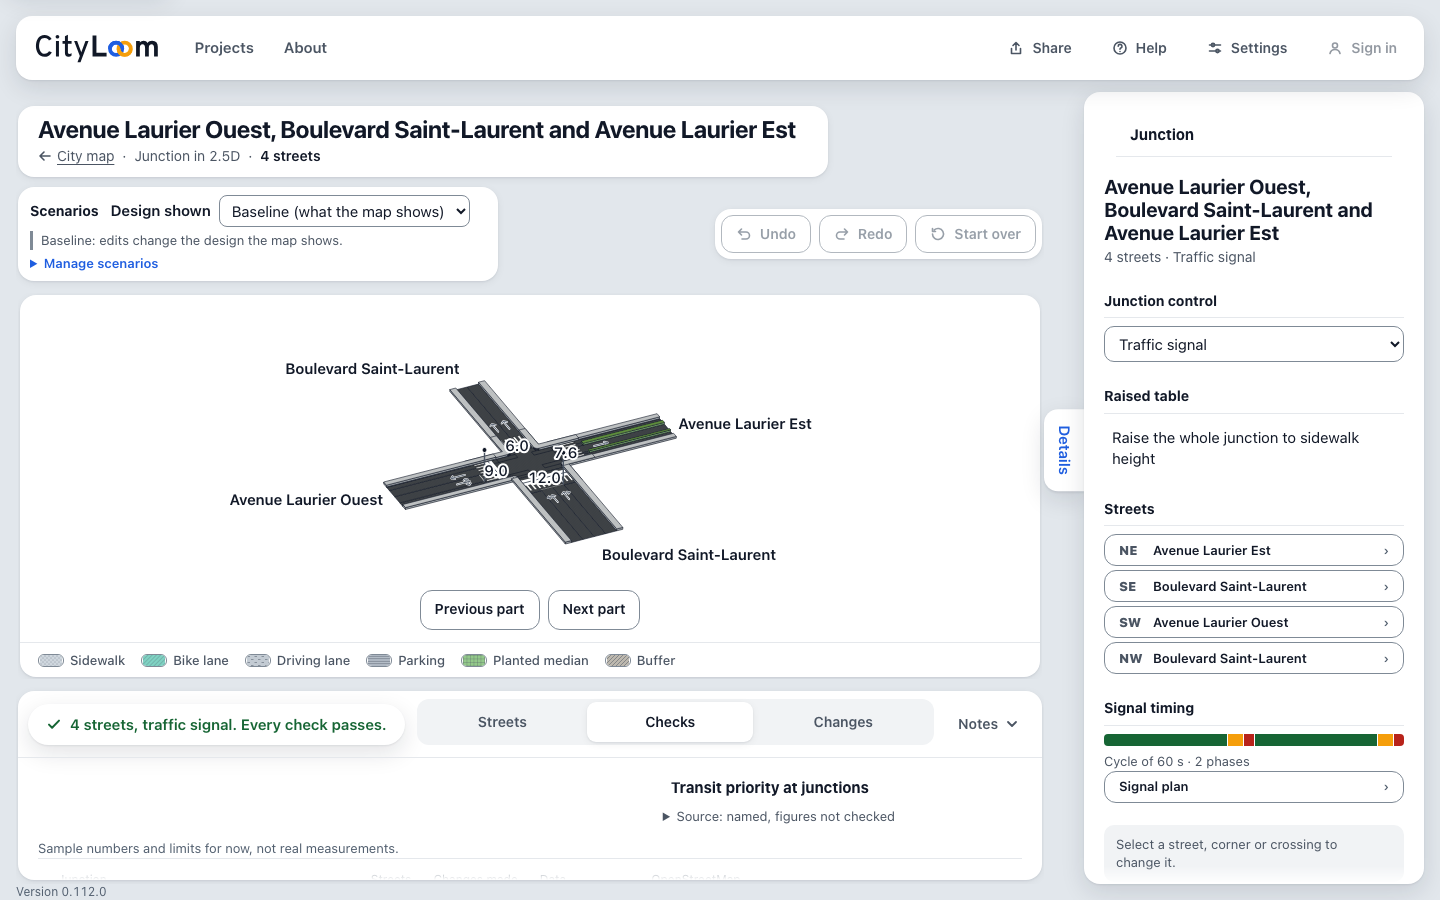 CityLoom
Projects
About
Share
Help
Settings
Sign in
Avenue Laurier Ouest, Boulevard Saint-Laurent and Avenue Laurier Est
City map · Junction in 2.5D · 4 streets
Scenarios
Design shown
Baseline (what the map shows)
Baseline: edits change the design the map shows.
Manage scenarios
Undo
Redo
Start over
Boulevard Saint-Laurent
Avenue Laurier Est
6.0
7.6
9.0
12.0
Avenue Laurier Ouest
Boulevard Saint-Laurent
Previous part
Next part
Sidewalk
Bike lane
Driving lane
Parking
Planted median
Buffer
4 streets, traffic signal. Every check passes.
Streets
Checks
Changes
Notes
Transit priority at junctions
Source: named, figures not checked
Sample numbers and limits for now, not real measurements.
Version 0.112.0
Details
Junction
Avenue Laurier Ouest,
Boulevard Saint-Laurent and
Avenue Laurier Est
4 streets · Traffic signal
Junction control
Traffic signal
Raised table
Raise the whole junction to sidewalk
height
Streets
NE Avenue Laurier Est
SE Boulevard Saint-Laurent
SW Avenue Laurier Ouest
NW Boulevard Saint-Laurent
Signal timing
Cycle of 60 s · 2 phases
Signal plan
Select a street, corner or crossing to
change it.